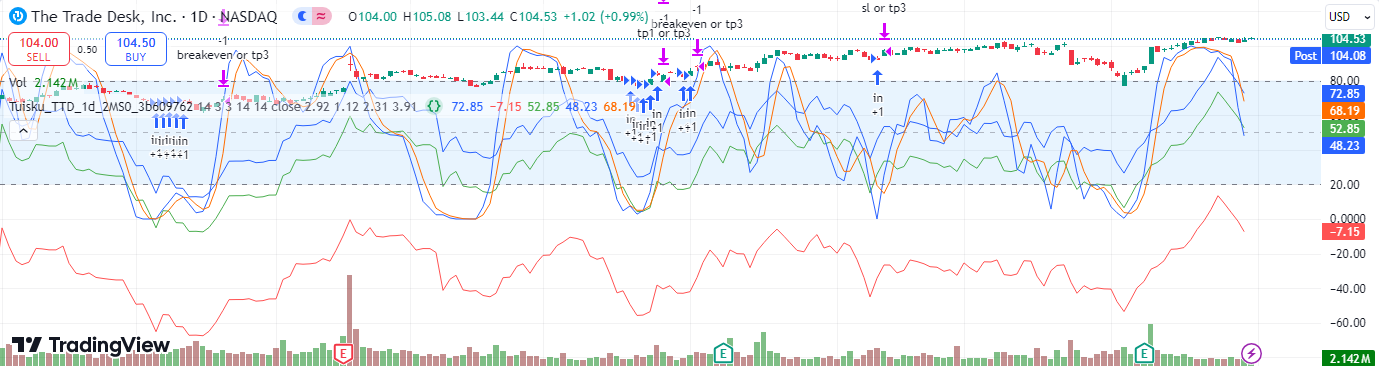 The Trade Desk, Inc. · 1D · NASDAQ O104.00 H105.08 L103.44 C104.53 +1.02 (+0.99%)
104.00 SELL 0.50 104.50 BUY
Vol 2.142 M
Tuisku_TTD_1d_2MS0_3b609762 14 3 3 14 14 close 2.92 1.12 2.31 3.91 72.85 −7.15 52.85 48.23 68.19
-1
breakeven or tp3
-1
breakeven or tp3
tp1 or tp3
-1
sl or tp3
in
+1
USD
104.53
Post 104.08
80.00
72.85
68.19
52.85
48.23
20.00
0.0000
−7.15
−20.00
−40.00
−60.00
2.142 M
E
E
E
TradingView